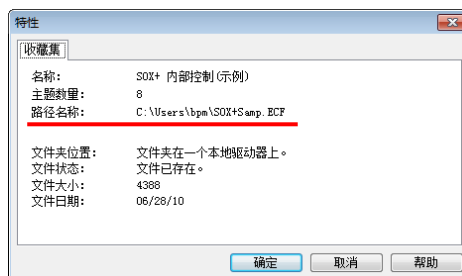 特性
收藏集
名称: SOX+ 内部控制(示例)
主题数量: 8
路径名称: C:\Users\bpm\SOX+Samp.ECF
文件夹位置: 文件夹在一个本地驱动器上。
文件状态: 文件已存在。
文件大小: 4388
文件日期: 06/28/10
确定 取消 帮助